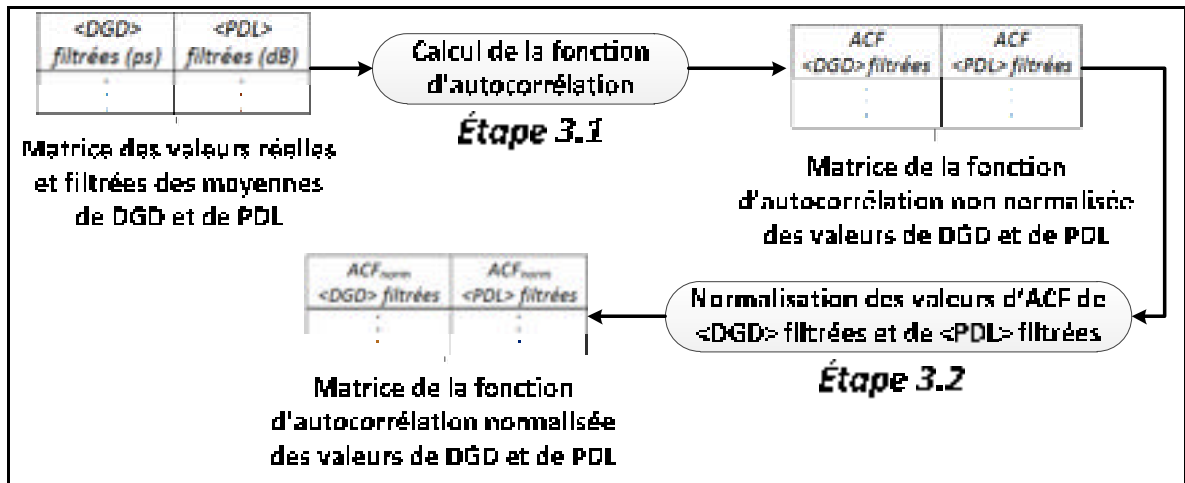 <DGD> filtrées (ps)
<PDL> filtrées (dB)
Matrice des valeurs réelles
et filtrées des moyennes
de DGD et de PDL
Calcul de la fonction
d'autocorrélation
Étape 3.1
ACF <DGD> filtrées
ACF <PDL> filtrées
Matrice de la fonction
d'autocorrélation non normalisée
des valeurs de DGD et de PDL
Normalisation des valeurs d'ACF de
<DGD> filtrées et de <PDL> filtrées
Étape 3.2
ACFnorm <DGD> filtrées
ACFnorm <PDL> filtrées
Matrice de la fonction
d'autocorrélation normalisée
des valeurs de DGD et de PDL